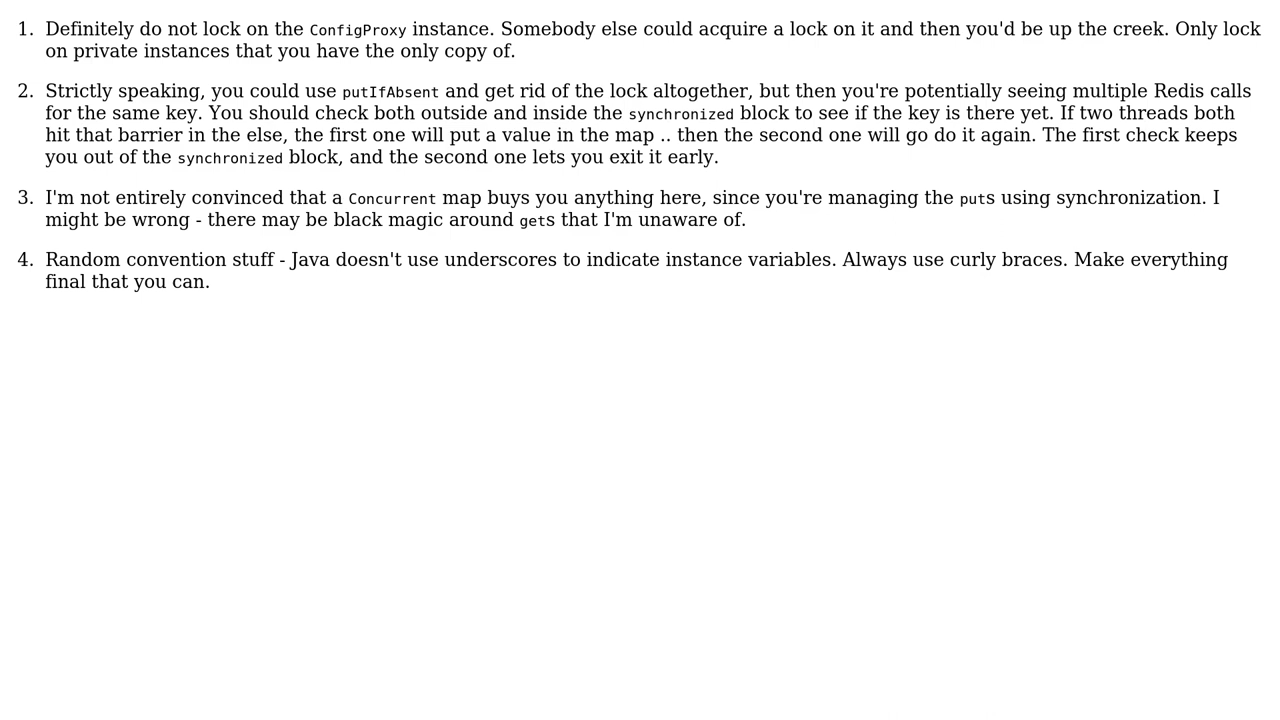 1. Definitely do not lock on the ConfigProxy instance. Somebody else could acquire a lock on it and then you'd be up the creek. Only lock
on private instances that you have the only copy of.
2. Strictly speaking, you could use putIfAbsent and get rid of the lock altogether, but then you're potentially seeing multiple Redis calls
for the same key. You should check both outside and inside the synchronized block to see if the key is there yet. If two threads both
hit that barrier in the else, the first one will put a value in the map .. then the second one will go do it again. The first check keeps
you out of the synchronized block, and the second one lets you exit it early.
3. I'm not entirely convinced that a Concurrent map buys you anything here, since you're managing the puts using synchronization. I
might be wrong - there may be black magic around gets that I'm unaware of.
4. Random convention stuff - Java doesn't use underscores to indicate instance variables. Always use curly braces. Make everything
final that you can.